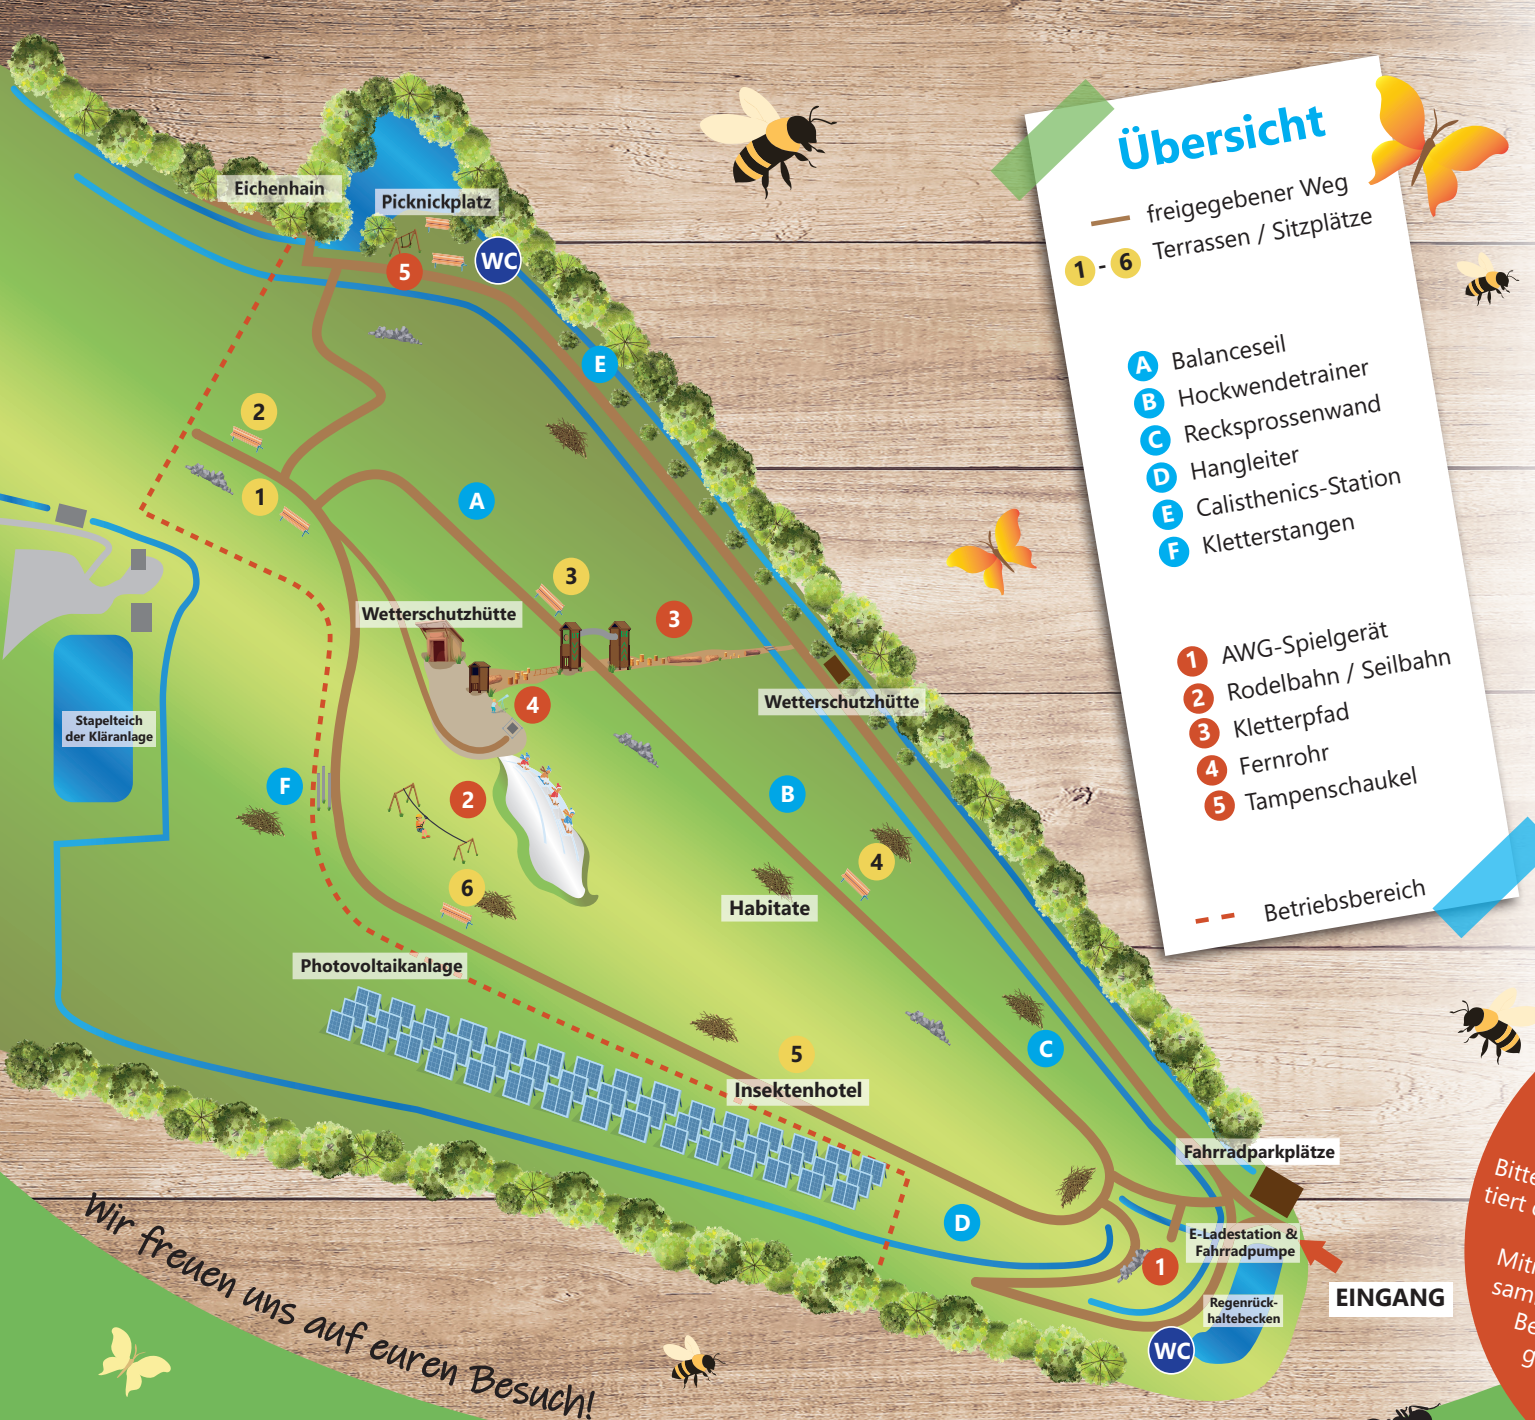 Übersicht
freigegebener Weg
1 - 6 Terrassen / Sitzplätze
A Balanceseil
B Hockwendetrainer
C Recksprossenwand
D Hangleiter
E Calisthenics-Station
F Kletterstangen
1 AWG-Spielgerät
2 Rodelbahn / Seilbahn
3 Kletterpfad
4 Fernrohr
5 Tampenschaukel
Betriebsbereich
Eichenhain
Picknickplatz
5
WC
E
2
1
A
3
3
Wetterschutzhütte
4
Wetterschutzhütte
Stapelteich
der Kläranlage
F
2
B
4
6
Habitate
Photovoltaikanlage
5
C
Insektenhotel
Fahrradparkplätze
D
E-Ladestation &
Fahrradpumpe
1
EINGANG
Regenrück-
haltebecken
WC
Wir freuen uns auf euren Besuch!